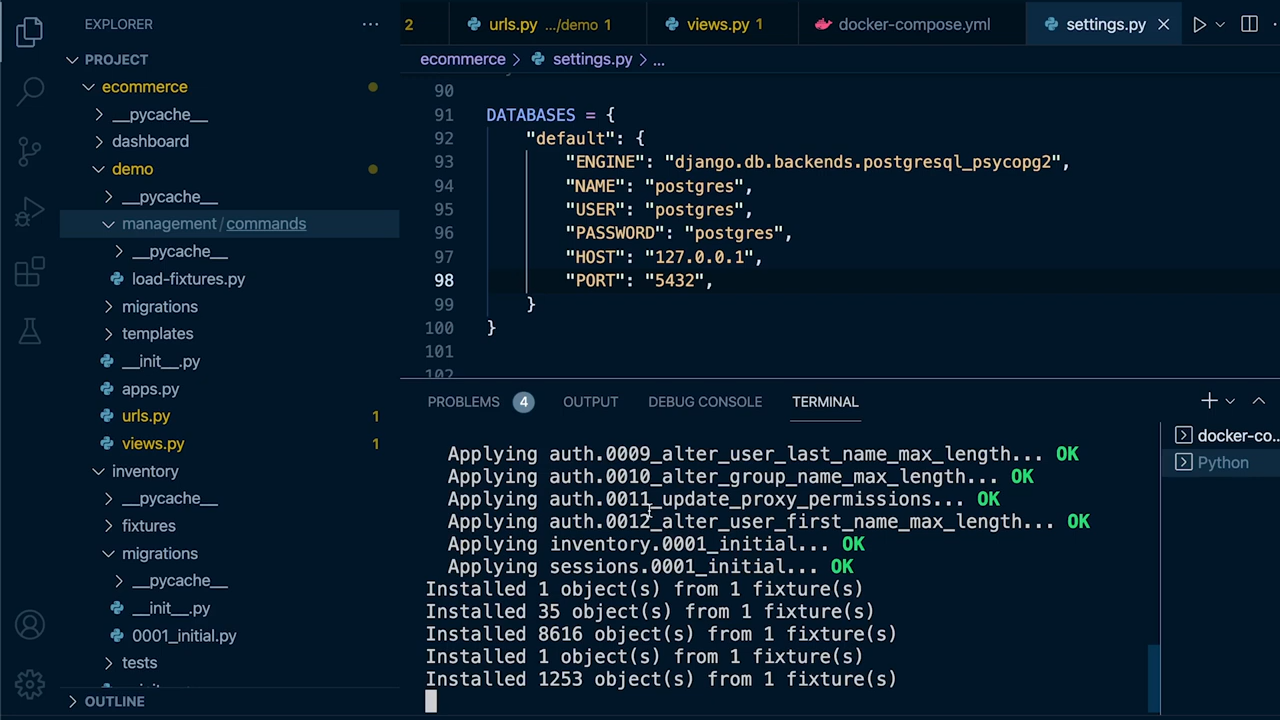 EXPLORER
PROJECT
ecommerce
__pycache__
dashboard
demo
__pycache__
management/commands
__pycache__
load-fixtures.py
migrations
templates
__init__.py
apps.py
urls.py 1
views.py 1
inventory
__pycache__
fixtures
migrations
__pycache__
__init__.py
0001_initial.py
tests
OUTLINE
2
urls.py .../demo 1
views.py 1
docker-compose.yml
settings.py
ecommerce > settings.py > ...
90
91 DATABASES = {
92 "default": {
93 "ENGINE": "django.db.backends.postgresql_psycopg2",
94 "NAME": "postgres",
95 "USER": "postgres",
96 "PASSWORD": "postgres",
97 "HOST": "127.0.0.1",
98 "PORT": "5432",
99 }
100 }
101
102
PROBLEMS 4 OUTPUT DEBUG CONSOLE TERMINAL
Applying auth.0009_alter_user_last_name_max_length... OK
Applying auth.0010_alter_group_name_max_length... OK
Applying auth.0011_update_proxy_permissions... OK
Applying auth.0012_alter_user_first_name_max_length... OK
Applying inventory.0001_initial... OK
Applying sessions.0001_initial... OK
Installed 1 object(s) from 1 fixture(s)
Installed 35 object(s) from 1 fixture(s)
Installed 8616 object(s) from 1 fixture(s)
Installed 1 object(s) from 1 fixture(s)
Installed 1253 object(s) from 1 fixture(s)
docker-co...
Python